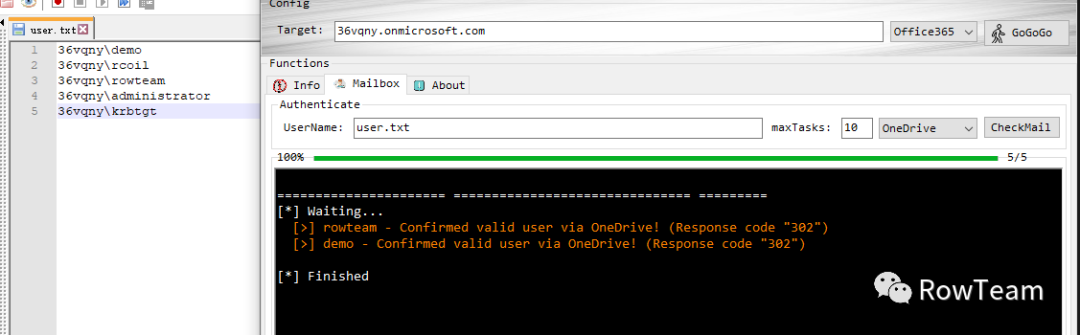 user.txt
1 36vqny\demo
2 36vqny\rcoil
3 36vqny\rowteam
4 36vqny\administrator
5 36vqny\krbtgt
Config
Target: 36vqny.onmicrosoft.com Office365 GoGoGo
Functions
Info Mailbox About
Authenticate
UserName: user.txt maxTasks: 10 OneDrive CheckMail
100% 5/5
====================== =============================== =========
[*] Waiting...
[>] rowteam - Confirmed valid user via OneDrive! (Response code "302")
[>] demo - Confirmed valid user via OneDrive! (Response code "302")
[*] Finished
RowTeam